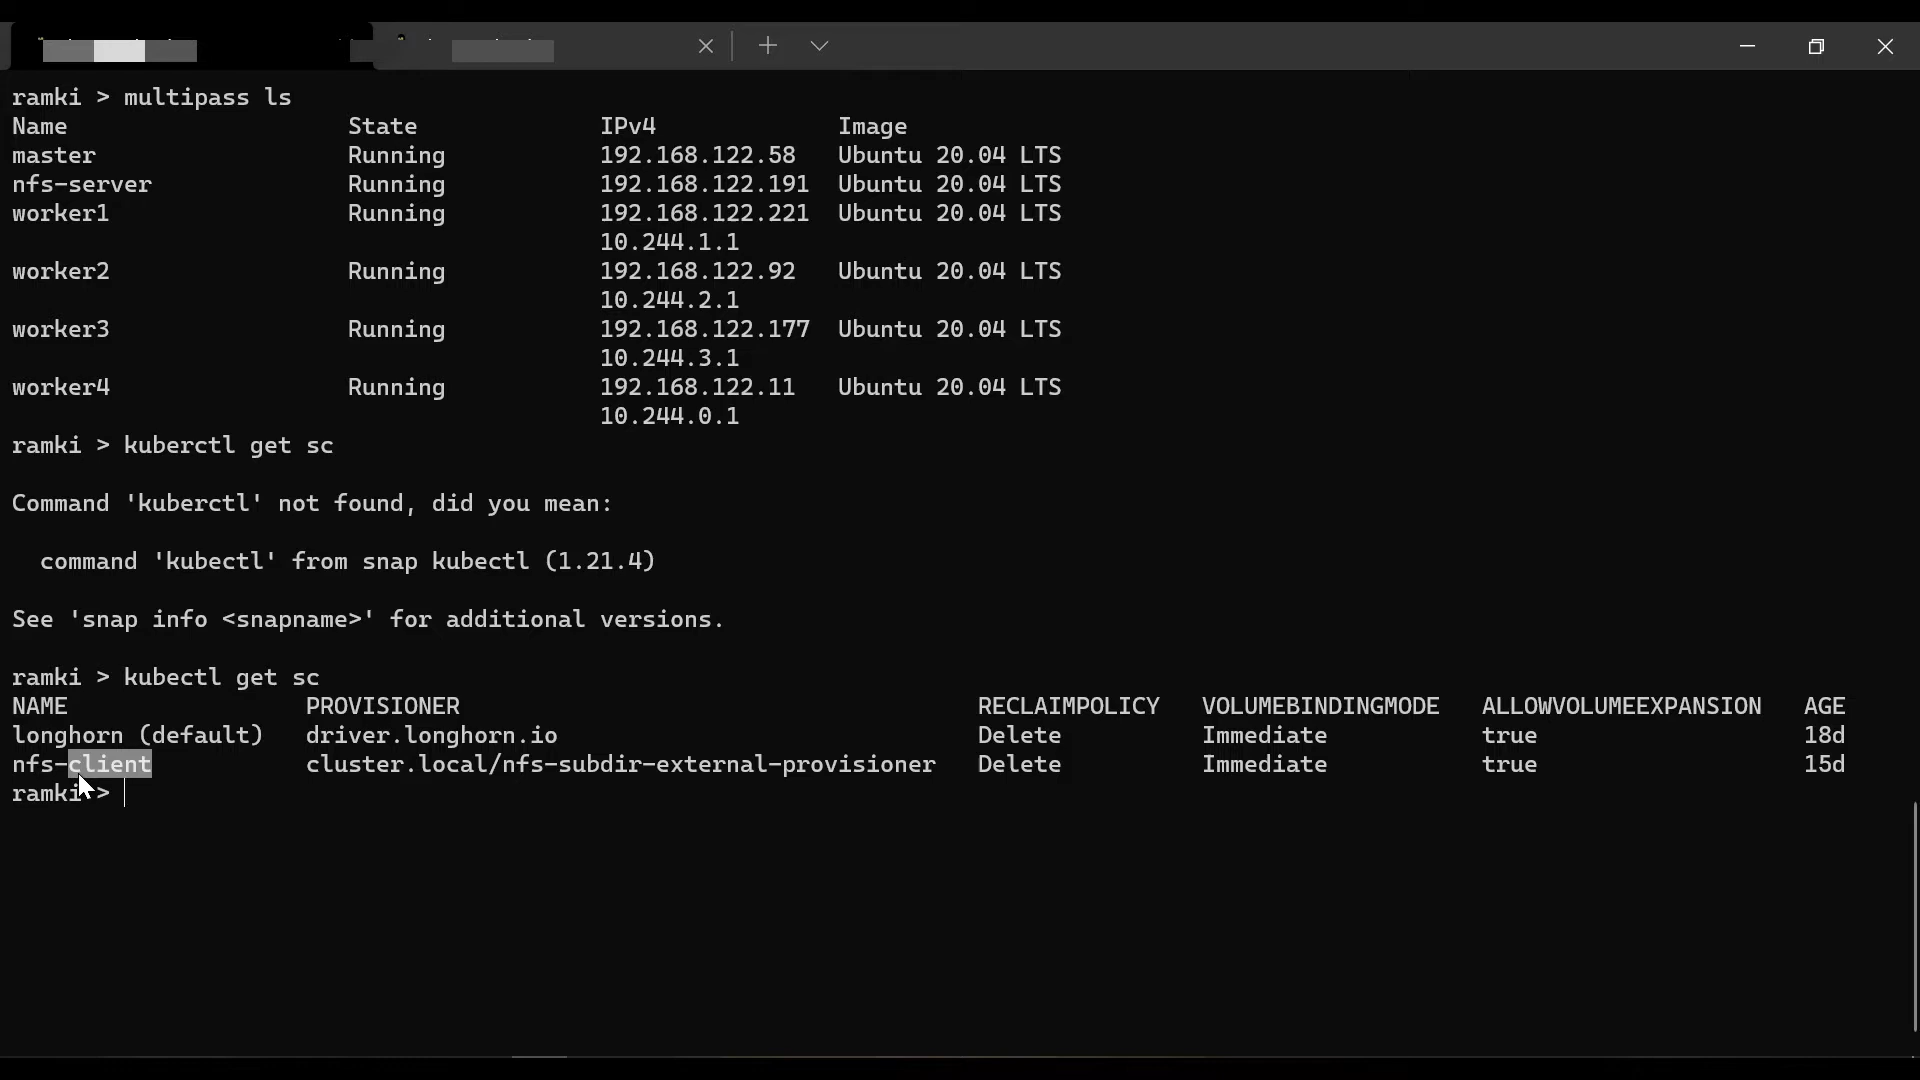 ramki > multipass ls
Name State IPv4 Image
master Running 192.168.122.58 Ubuntu 20.04 LTS
nfs-server Running 192.168.122.191 Ubuntu 20.04 LTS
worker1 Running 192.168.122.221 Ubuntu 20.04 LTS
10.244.1.1
worker2 Running 192.168.122.92 Ubuntu 20.04 LTS
10.244.2.1
worker3 Running 192.168.122.177 Ubuntu 20.04 LTS
10.244.3.1
worker4 Running 192.168.122.11 Ubuntu 20.04 LTS
10.244.0.1
ramki > kuberctl get sc
Command 'kuberctl' not found, did you mean:
command 'kubectl' from snap kubectl (1.21.4)
See 'snap info <snapname>' for additional versions.
ramki > kubectl get sc
NAME PROVISIONER RECLAIMPOLICY VOLUMEBINDINGMODE ALLOWVOLUMEEXPANSION AGE
longhorn (default) driver.longhorn.io Delete Immediate true 18d
nfs-client cluster.local/nfs-subdir-external-provisioner Delete Immediate true 15d
ramki >